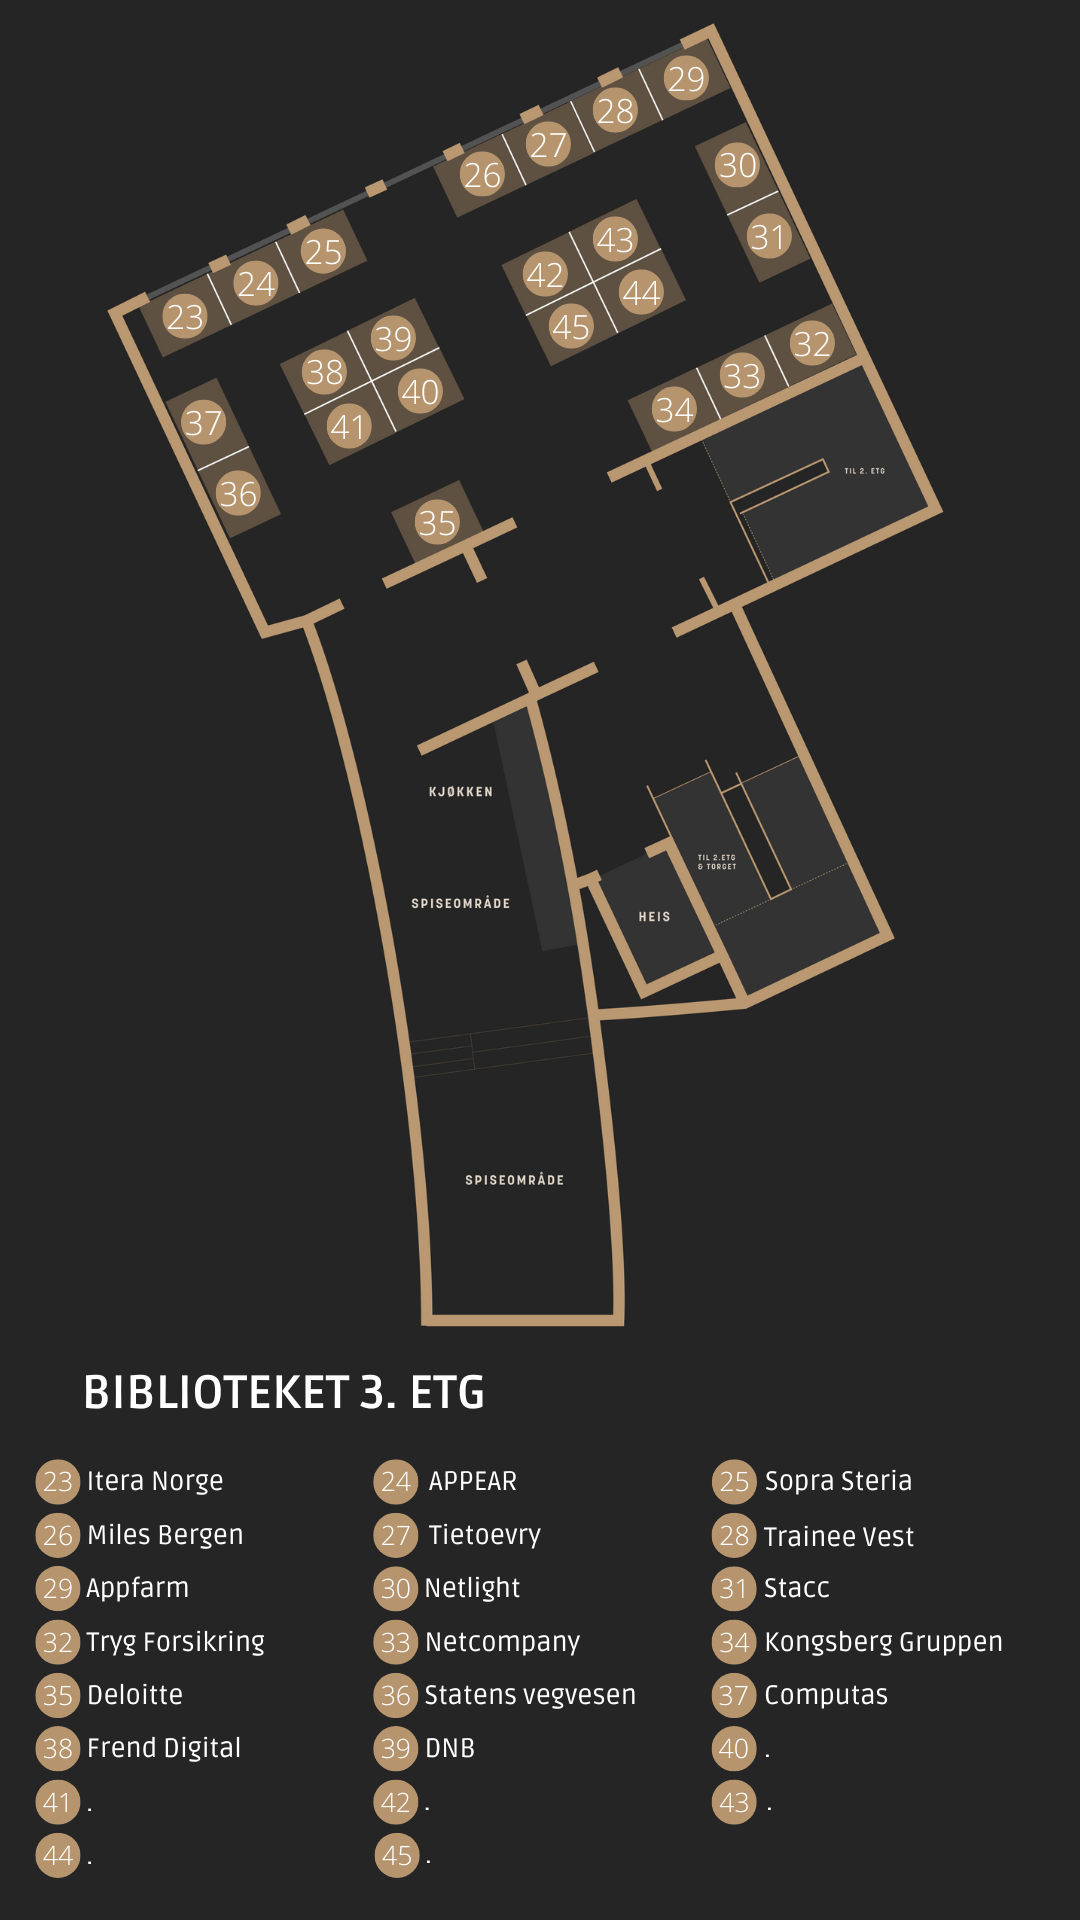 29
28
27
26
30
25
31
43
24
42
44
23
45
39
32
38
33
40
34
37
41
TIL 2. ETG
36
35
KJØKKEN
TIL 2.ETG
& TORGET
SPISEOMRÅDE
HEIS
SPISEOMRÅDE
BIBLIOTEKET 3. ETG
23 Itera Norge
24 APPEAR
25 Sopra Steria
26 Miles Bergen
27 Tietoevry
28 Trainee Vest
29 Appfarm
30 Netlight
31 Stacc
32 Tryg Forsikring
33 Netcompany
34 Kongsberg Gruppen
35 Deloitte
36 Statens vegvesen
37 Computas
38 Frend Digital
39 DNB
40 .
41 .
42 .
43 .
44 .
45 .